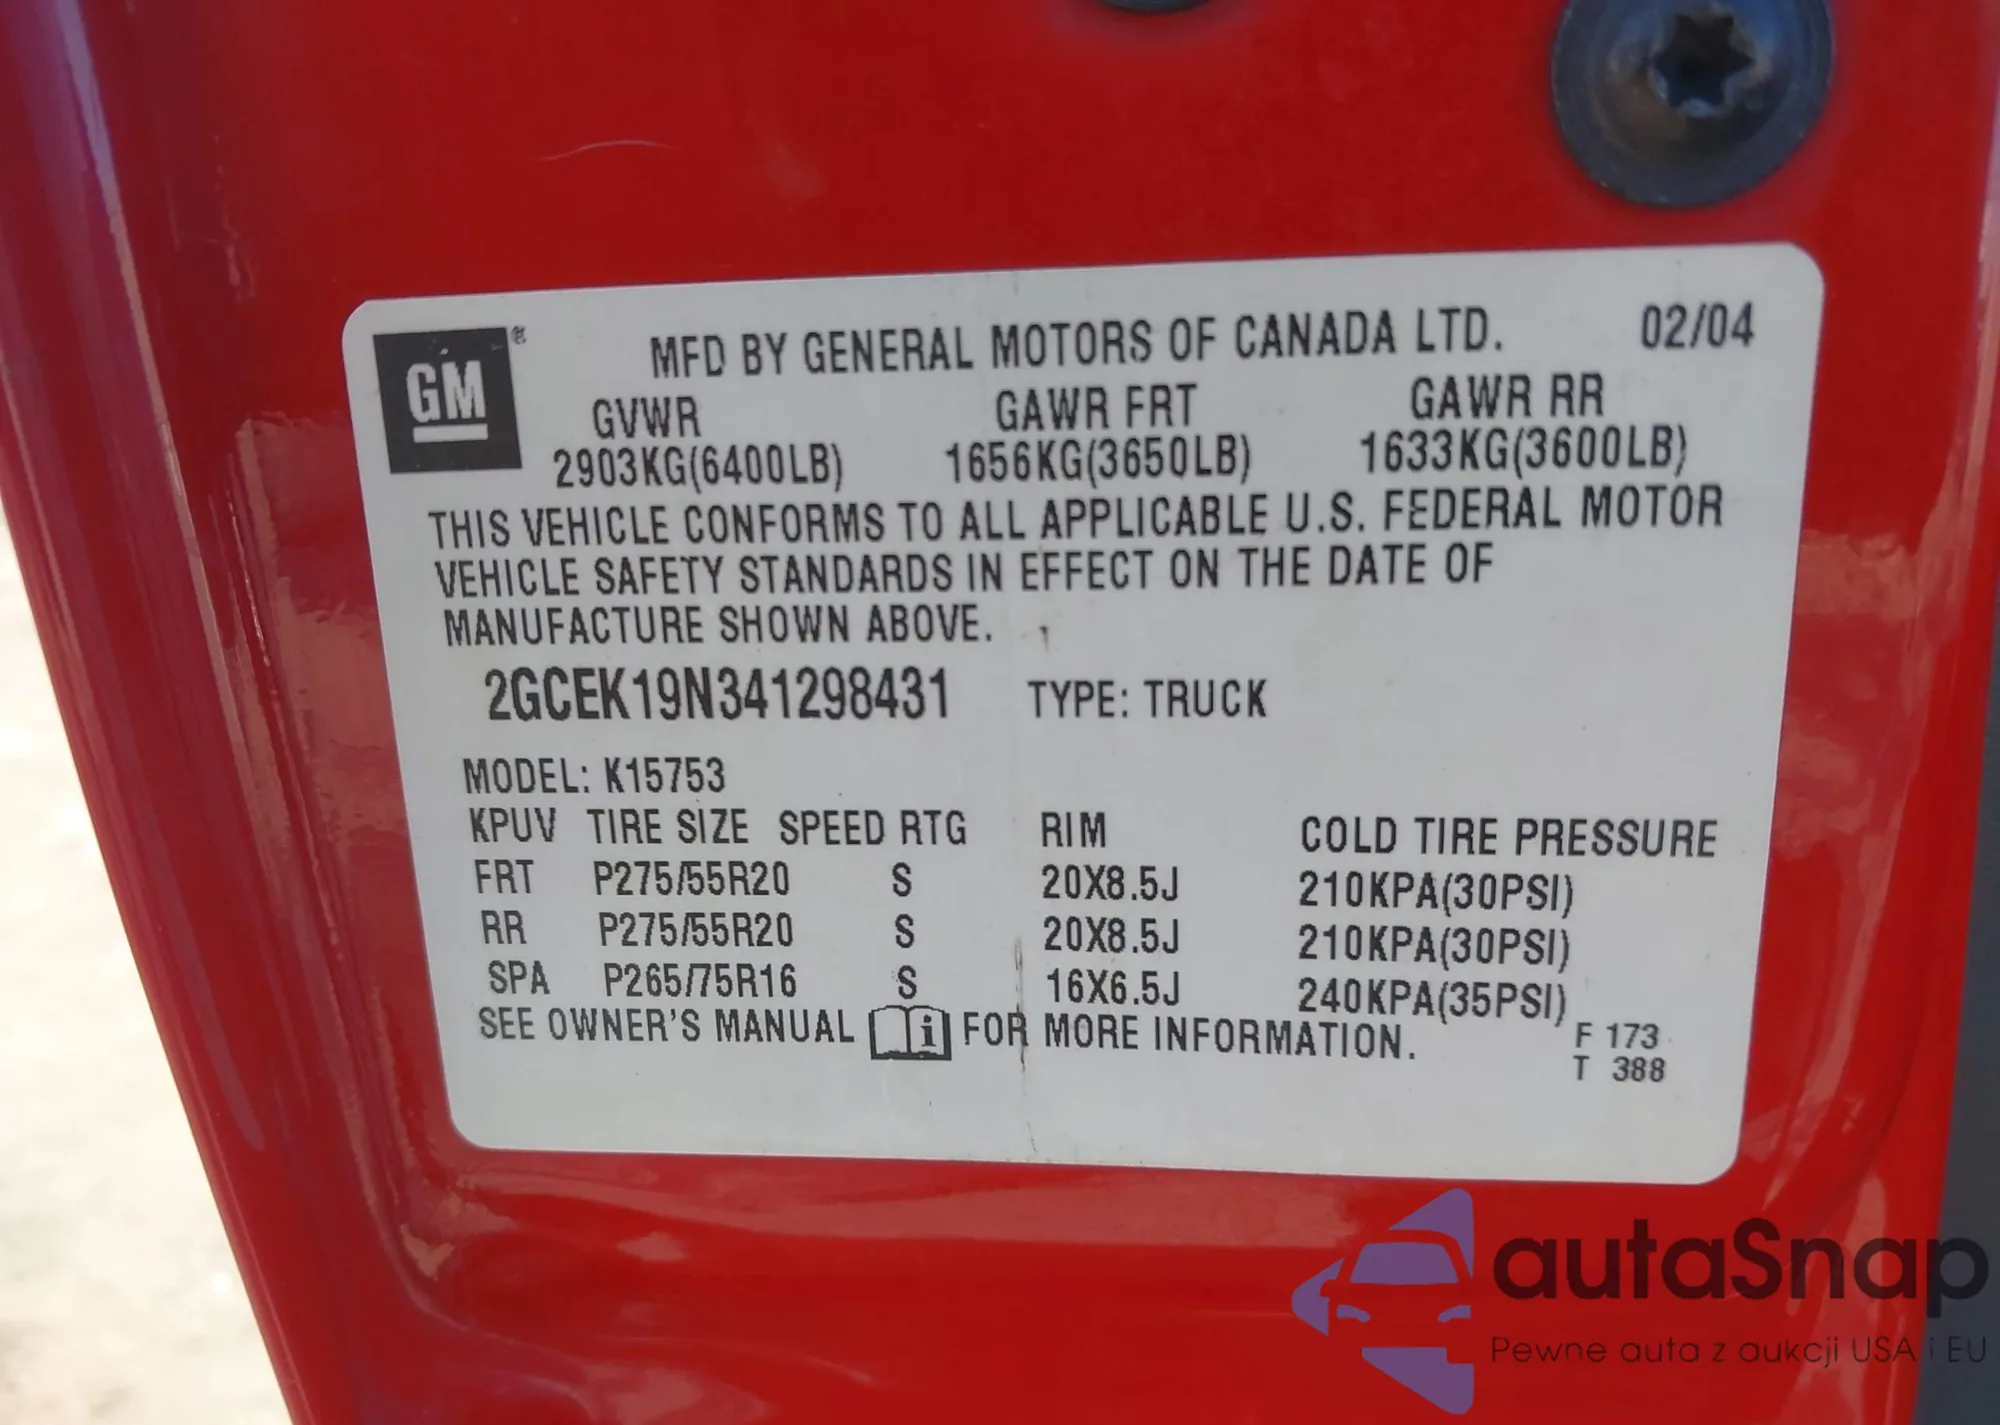 GM®
MFD BY GENERAL MOTORS OF CANADA LTD. 02/04
GVWR GAWR FRT GAWR RR
2903KG(6400LB) 1656KG(3650LB) 1633KG(3600LB)
THIS VEHICLE CONFORMS TO ALL APPLICABLE U.S. FEDERAL MOTOR
VEHICLE SAFETY STANDARDS IN EFFECT ON THE DATE OF
MANUFACTURE SHOWN ABOVE.
2GCEK19N341298431 TYPE: TRUCK
MODEL: K15753
KPUV TIRE SIZE SPEED RTG RIM COLD TIRE PRESSURE
FRT P275/55R20 S 20X8.5J 210KPA(30PSI)
RR P275/55R20 S 20X8.5J 210KPA(30PSI)
SPA P265/75R16 S 16X6.5J 240KPA(35PSI)
SEE OWNER'S MANUAL i FOR MORE INFORMATION.
F 173
T 388
autaSnap
Pewne auta z aukcji USA i EU